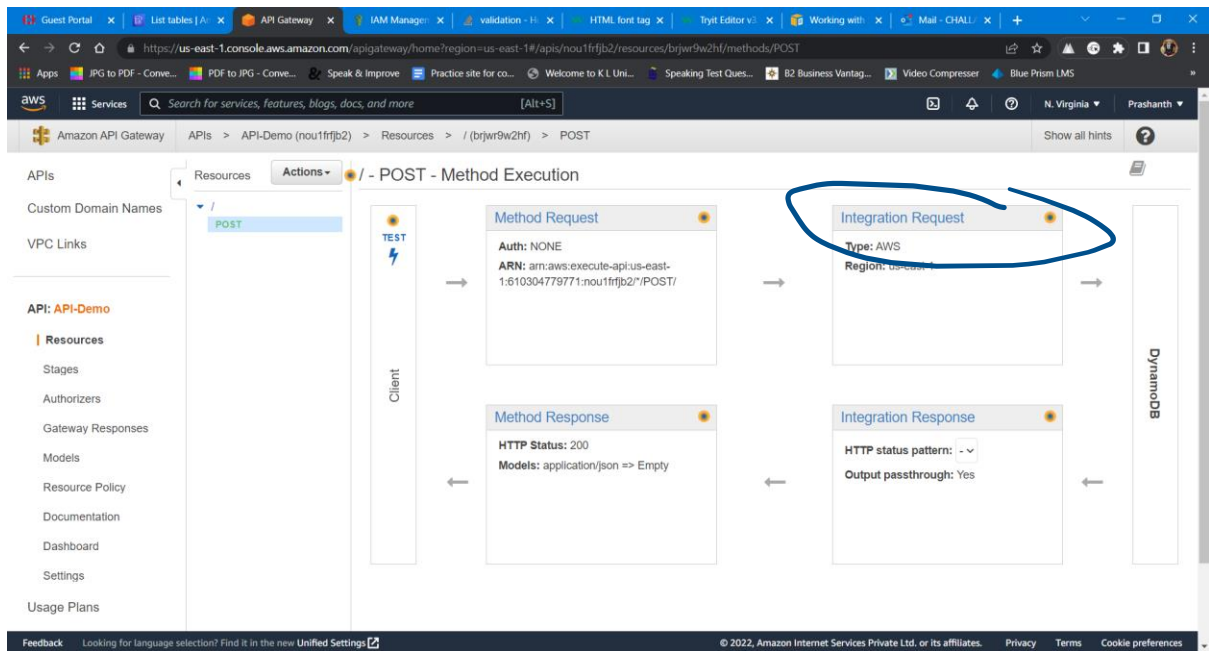 Guest Portal
List tables | Am
API Gateway
IAM Managem
validation - H
HTML font tag
Tryit Editor v3
Working with
Mail - CHALL
https://us-east-1.console.aws.amazon.com/apigateway/home?region=us-east-1#/apis/nou1frfjb2/resources/brjwr9w2hf/methods/POST
Apps
JPG to PDF - Conve...
PDF to JPG - Conve...
Speak & Improve
Practice site for co...
Welcome to K L Uni...
Speaking Test Ques...
B2 Business Vantag...
Video Compresser
Blue Prism LMS
»
aws
Services
Search for services, features, blogs, docs, and more
[Alt+S]
N. Virginia
Prashanth
Amazon API Gateway
APIs > API-Demo (nou1frfjb2) > Resources > / (brjwr9w2hf) > POST
Show all hints
APIs
Custom Domain Names
VPC Links
API: API-Demo
Resources
Stages
Authorizers
Gateway Responses
Models
Resource Policy
Documentation
Dashboard
Settings
Usage Plans
Resources
Actions
/
POST
/ - POST - Method Execution
TEST
Client
Method Request
Auth: NONE
ARN: arn:aws:execute-api:us-east-
1:610304779771:nou1frfjb2/*/POST/
Integration Request
Type: AWS
Region: us-east-1
Method Response
HTTP Status: 200
Models: application/json => Empty
Integration Response
HTTP status pattern: -
Output passthrough: Yes
DynamoDB
Feedback
Looking for language selection? Find it in the new Unified Settings
© 2022, Amazon Internet Services Private Ltd. or its affiliates.
Privacy
Terms
Cookie preferences